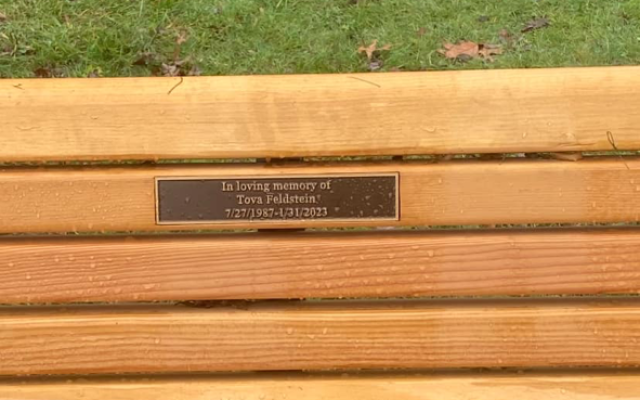 In loving memory of
Tova Feldstein
7/27/1987-1/31/2023